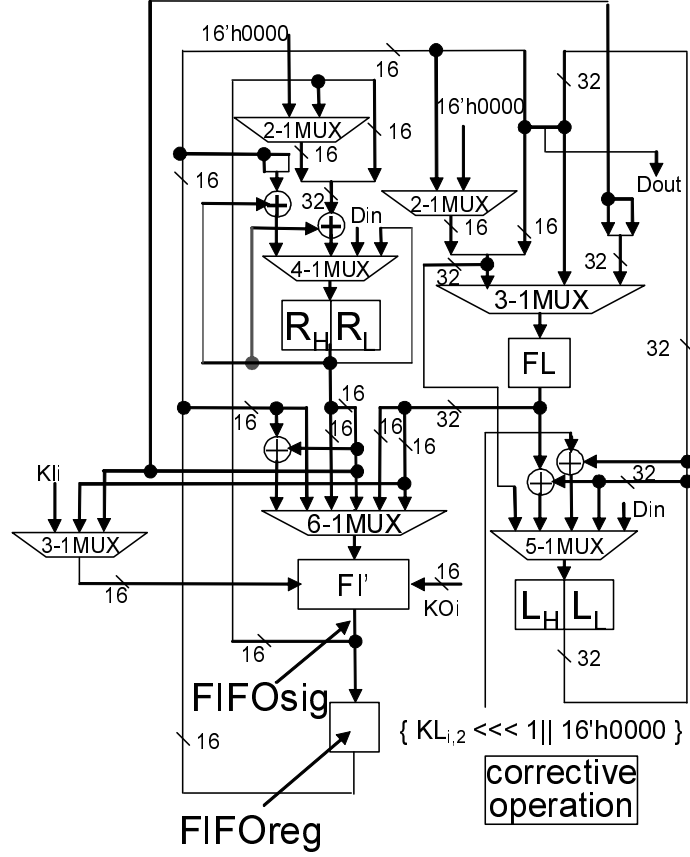 16'h0000
16
32
16'h0000
2-1MUX
16
16
16
Dout
32
Din
2-1MUX
16
16
32
32
4-1MUX
3-1MUX
RH RL
FL
32
16
16
16
16
32
KIi
32
Din
6-1MUX
3-1MUX
5-1MUX
16
FI'
16
KOi
LH LL
16
32
FIFOsig
{ KLi,2 <<< 1|| 16'h0000 }
16
corrective
operation
FIFOreg